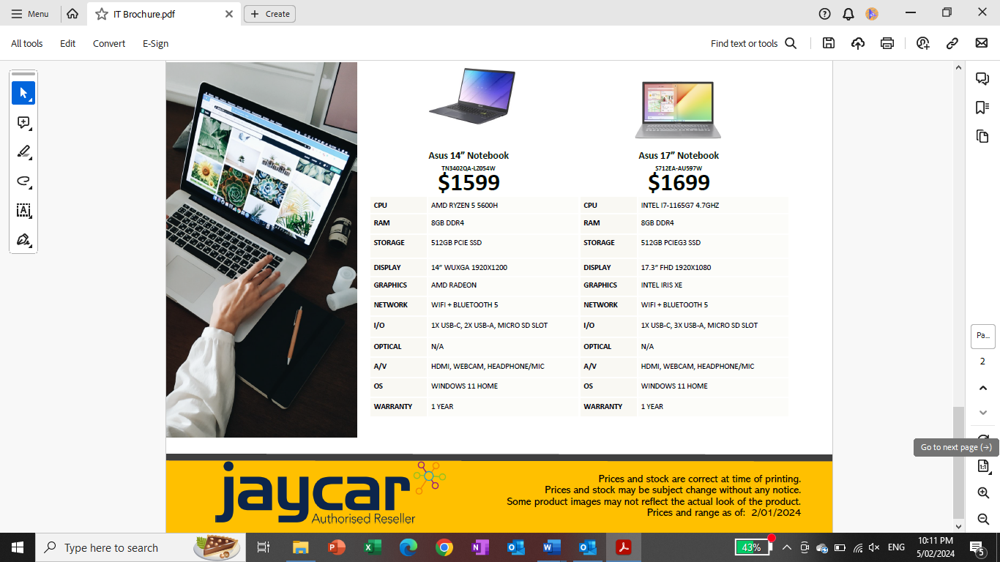 Menu
IT Brochure.pdf
Create
All tools
Edit
Convert
E-Sign
Find text or tools
Asus 14” Notebook
TN3402QA-LZ054W
$1599
CPU AMD RYZEN 5 5600H
RAM 8GB DDR4
STORAGE 512GB PCIE SSD
DISPLAY 14” WUXGA 1920X1200
GRAPHICS AMD RADEON
NETWORK WIFI + BLUETOOTH 5
I/O 1X USB-C, 2X USB-A, MICRO SD SLOT
OPTICAL N/A
A/V HDMI, WEBCAM, HEADPHONE/MIC
OS WINDOWS 11 HOME
WARRANTY 1 YEAR
Asus 17” Notebook
S712EA-AU597W
$1699
CPU INTEL I7-1165G7 4.7GHZ
RAM 8GB DDR4
STORAGE 512GB PCIEG3 SSD
DISPLAY 17.3” FHD 1920X1080
GRAPHICS INTEL IRIS XE
NETWORK WIFI + BLUETOOTH 5
I/O 1X USB-C, 3X USB-A, MICRO SD SLOT
OPTICAL N/A
A/V HDMI, WEBCAM, HEADPHONE/MIC
OS WINDOWS 11 HOME
WARRANTY 1 YEAR
Pa...
2
Go to next page (→)
1:1
jaycar
Authorised Reseller
Prices and stock are correct at time of printing.
Prices and stock may be subject change without any notice.
Some product images may not reflect the actual look of the product.
Prices and range as of: 2/01/2024
Type here to search
43%
ENG
10:11 PM
5/02/2024
5